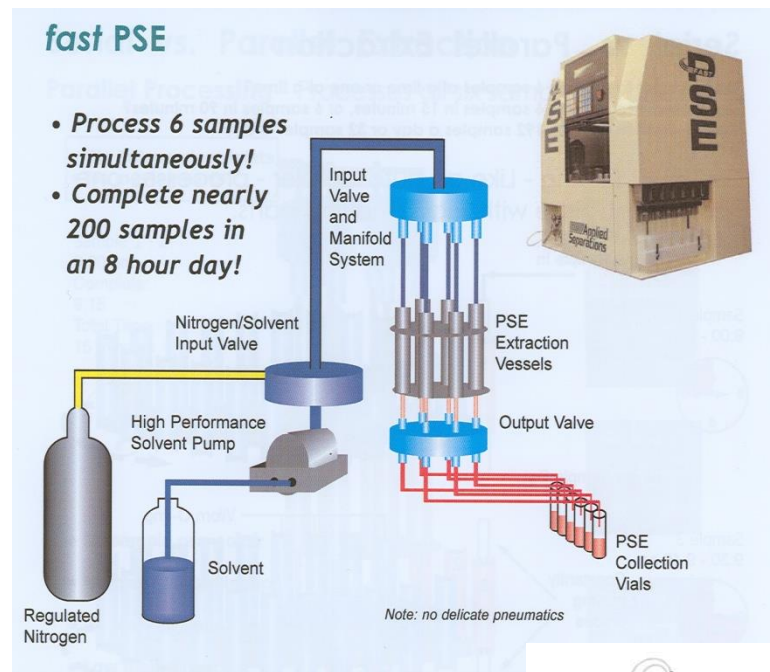 fast PSE
• Process 6 samples
simultaneously!
• Complete nearly
200 samples in
an 8 hour day!
Input
Valve
and
Manifold
System
FAST
PSE
PSE
Applied
Separations
Nitrogen/Solvent
Input Valve
PSE
Extraction
Vessels
High Performance
Solvent Pump
Output Valve
Solvent
PSE
Collection
Vials
Regulated
Nitrogen
Note: no delicate pneumatics